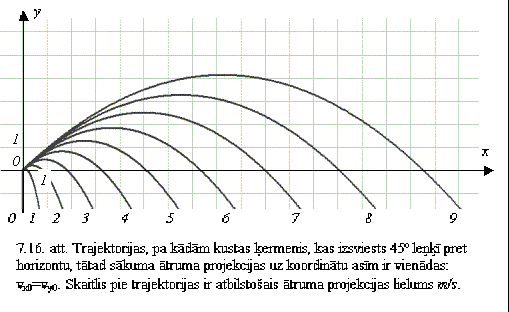 y
1
0
1
x
0 1 2 3 4 5 6 7 8 9
7.16. att. Trajektorijas, pa kādām kustas ķermenis, kas izsviests 45° leņķī pret
horizontu, tātad sākuma ātruma projekcijas uz koordinātu asīm ir vienādas:
vx0=vy0. Skaitlis pie trajektorijas ir atbilstošais ātruma projekcijas lielums m/s.